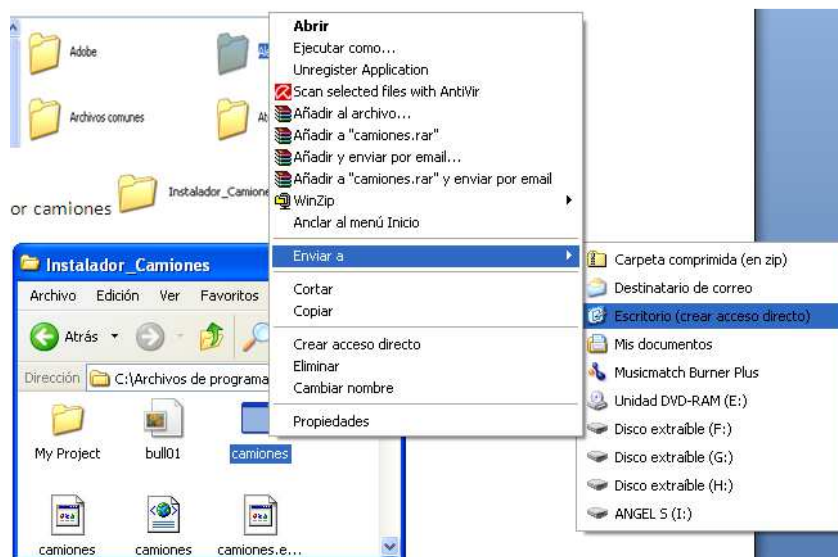 Adobe
Archivos comunes
Instalador_Camione
or camiones
Abrir
Ejecutar como...
Unregister Application
Scan selected files with AntiVir
Añadir al archivo...
Añadir a "camiones.rar"
Añadir y enviar por email...
Añadir a "camiones.rar" y enviar por email
WinZip
Anclar al menú Inicio
Enviar a
Cortar
Copiar
Crear acceso directo
Eliminar
Cambiar nombre
Propiedades
Carpeta comprimida (en zip)
Destinatario de correo
Escritorio (crear acceso directo)
Mis documentos
Musicmatch Burner Plus
Unidad DVD-RAM (E:)
Disco extraíble (F:)
Disco extraíble (G:)
Disco extraíble (H:)
ANGEL S (I:)
Instalador_Camiones
Archivo Edición Ver Favoritos
Atrás
Dirección C:\Archivos de programa
My Project bull01 camiones
camiones camiones camiones.e...